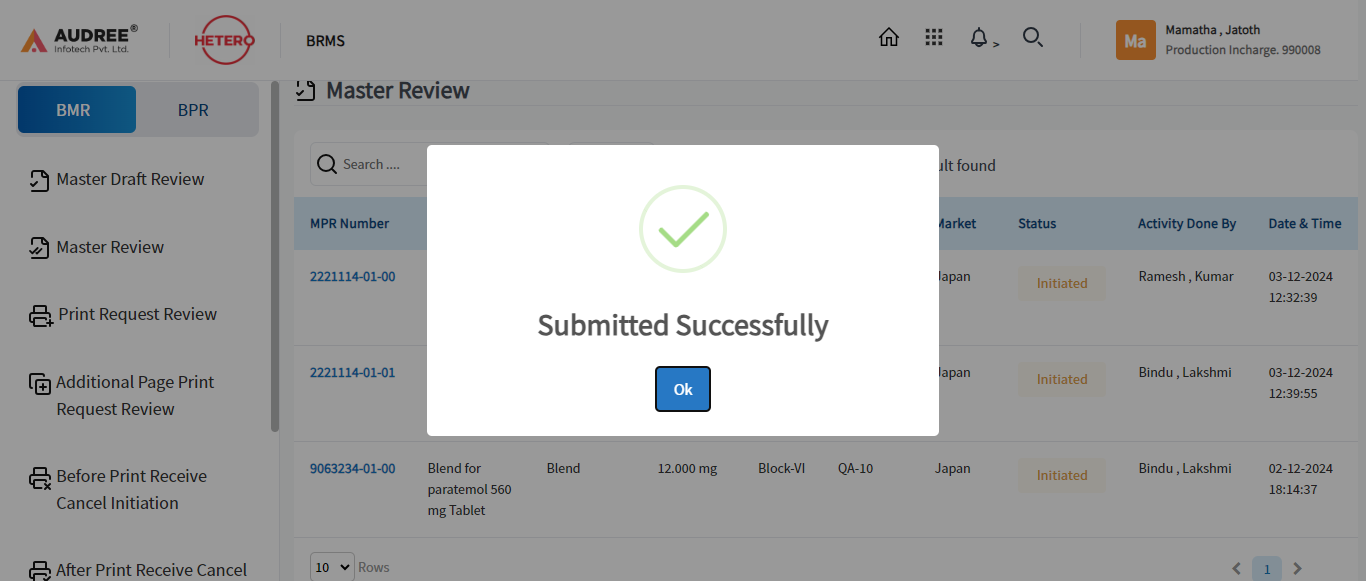 AUDREE®
Infotech Pvt. Ltd.
HETERO
BRMS
>
Ma
Mamatha , Jatoth
Production Incharge. 990008
BMR
BPR
Master Draft Review
Master Review
Print Request Review
Additional Page Print
Request Review
Before Print Receive
Cancel Initiation
After Print Receive Cancel
Master Review
Search ....
ult found
MPR Number
Market
Status
Activity Done By
Date & Time
2221114-01-00
Japan
Initiated
Ramesh , Kumar
03-12-2024
12:32:39
2221114-01-01
Japan
Initiated
Bindu , Lakshmi
03-12-2024
12:39:55
9063234-01-00
Blend for
paratemol 560
mg Tablet
Blend
12.000 mg
Block-VI
QA-10
Japan
Initiated
Bindu , Lakshmi
02-12-2024
18:14:37
10
Rows
1
Submitted Successfully
Ok